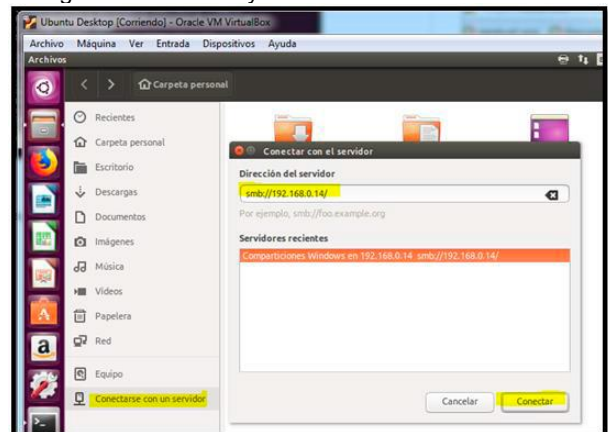 Ubuntu Desktop [Corriendo] - Oracle VM VirtualBox
Archivo Máquina Ver Entrada Dispositivos Ayuda
Archivos
Carpeta personal
Recientes
Carpeta personal
Escritorio
Descargas
Documentos
Imágenes
Música
Vídeos
Papelera
Red
Equipo
Conectarse con un servidor
Conectar con el servidor
Dirección del servidor
smb://192.168.0.14/
Por ejemplo, smb://foo.example.org
Servidores recientes
Comparticiones Windows en 192.168.0.14 smb://192.168.0.14/
Cancelar Conectar